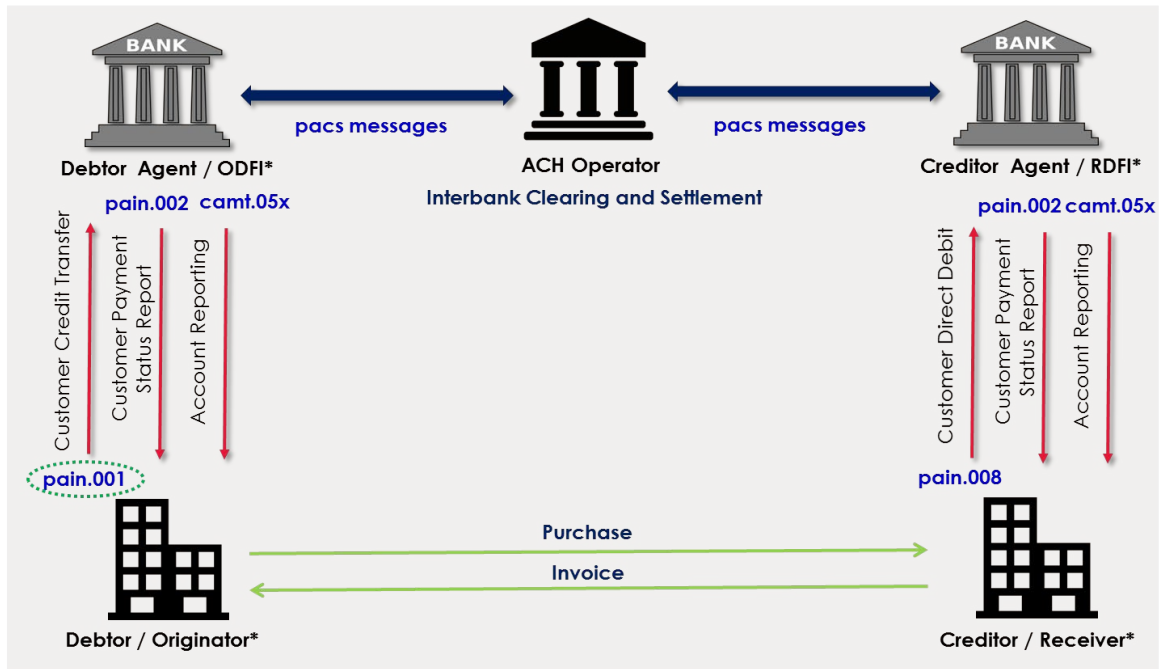 BANK
BANK
pacs messages
pacs messages
Debtor Agent / ODFI*
ACH Operator
Creditor Agent / RDFI*
Interbank Clearing and Settlement
pain.002 camt.05x
pain.002 camt.05x
Customer Credit Transfer
Customer Payment
Status Report
Account Reporting
Customer Direct Debit
Customer Payment
Status Report
Account Reporting
pain.001
pain.008
Purchase
Invoice
Debtor / Originator*
Creditor / Receiver*